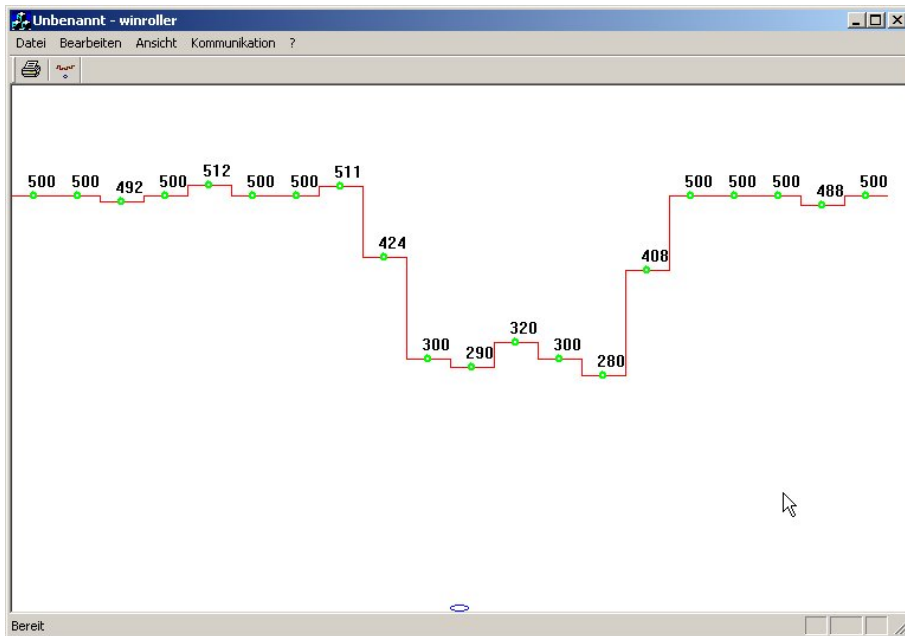 Unbenannt - winroller
Datei Bearbeiten Ansicht Kommunikation ?
500 500 492 500 512 500 500 511 424 300 290 320 300 280 408 500 500 500 488 500
Bereit